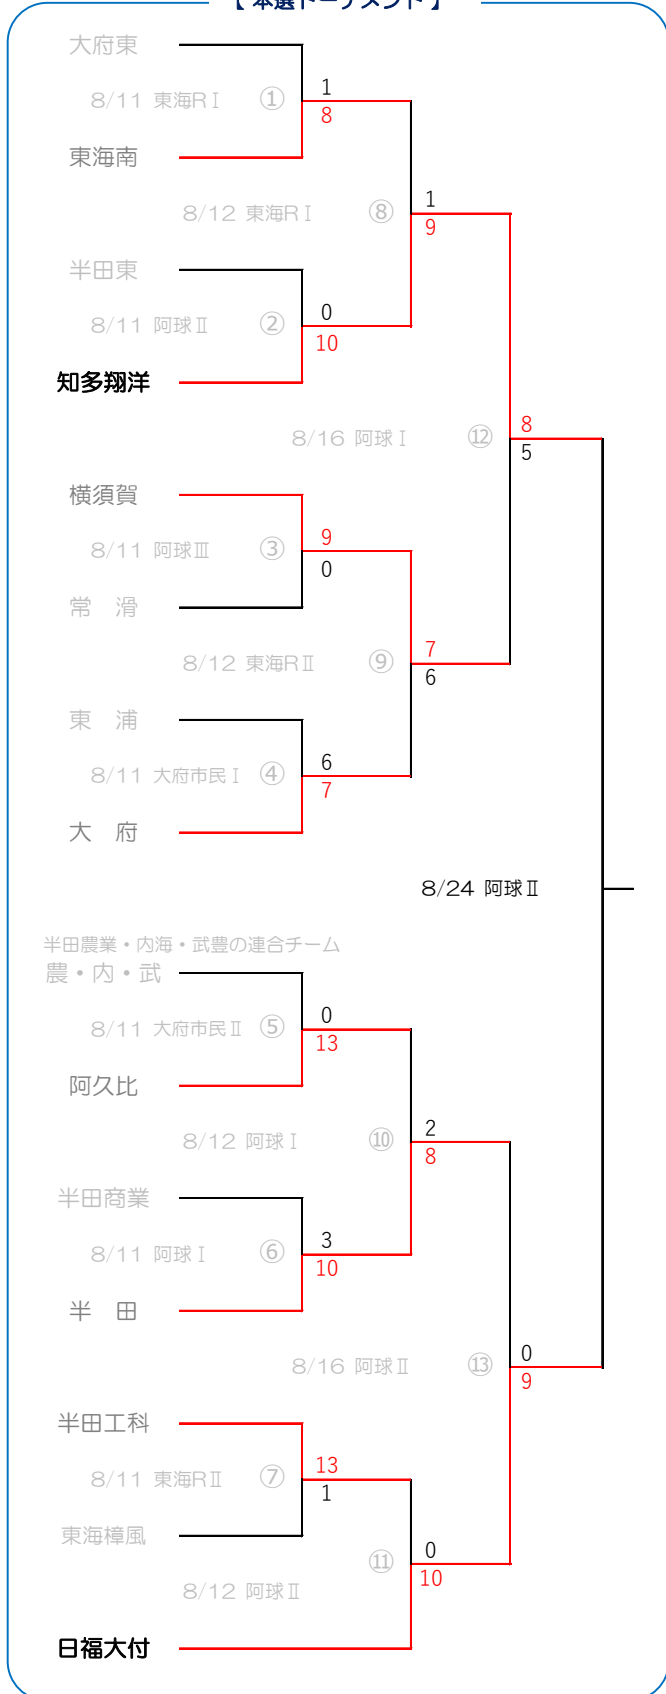 【 本選トーナメント 】
大府東
8/11 東海RⅠ ①
1
8
東海南
8/12 東海RⅠ ⑧
1
9
半田東
8/11 阿球Ⅱ ②
0
10
知多翔洋
8/16 阿球Ⅰ ⑫
8
5
横須賀
8/11 阿球Ⅲ ③
9
0
常　滑
8/12 東海RⅡ ⑨
7
6
東　浦
8/11 大府市民Ⅰ ④
6
7
大　府
8/24 阿球Ⅱ
半田農業・内海・武豊の連合チーム
農・内・武
8/11 大府市民Ⅱ ⑤
0
13
阿久比
8/12 阿球Ⅰ ⑩
2
8
半田商業
8/11 阿球Ⅰ ⑥
3
10
半　田
8/16 阿球Ⅱ ⑬
0
9
半田工科
8/11 東海RⅡ ⑦
13
1
東海樟風
8/12 阿球Ⅱ ⑪
0
10
日福大付